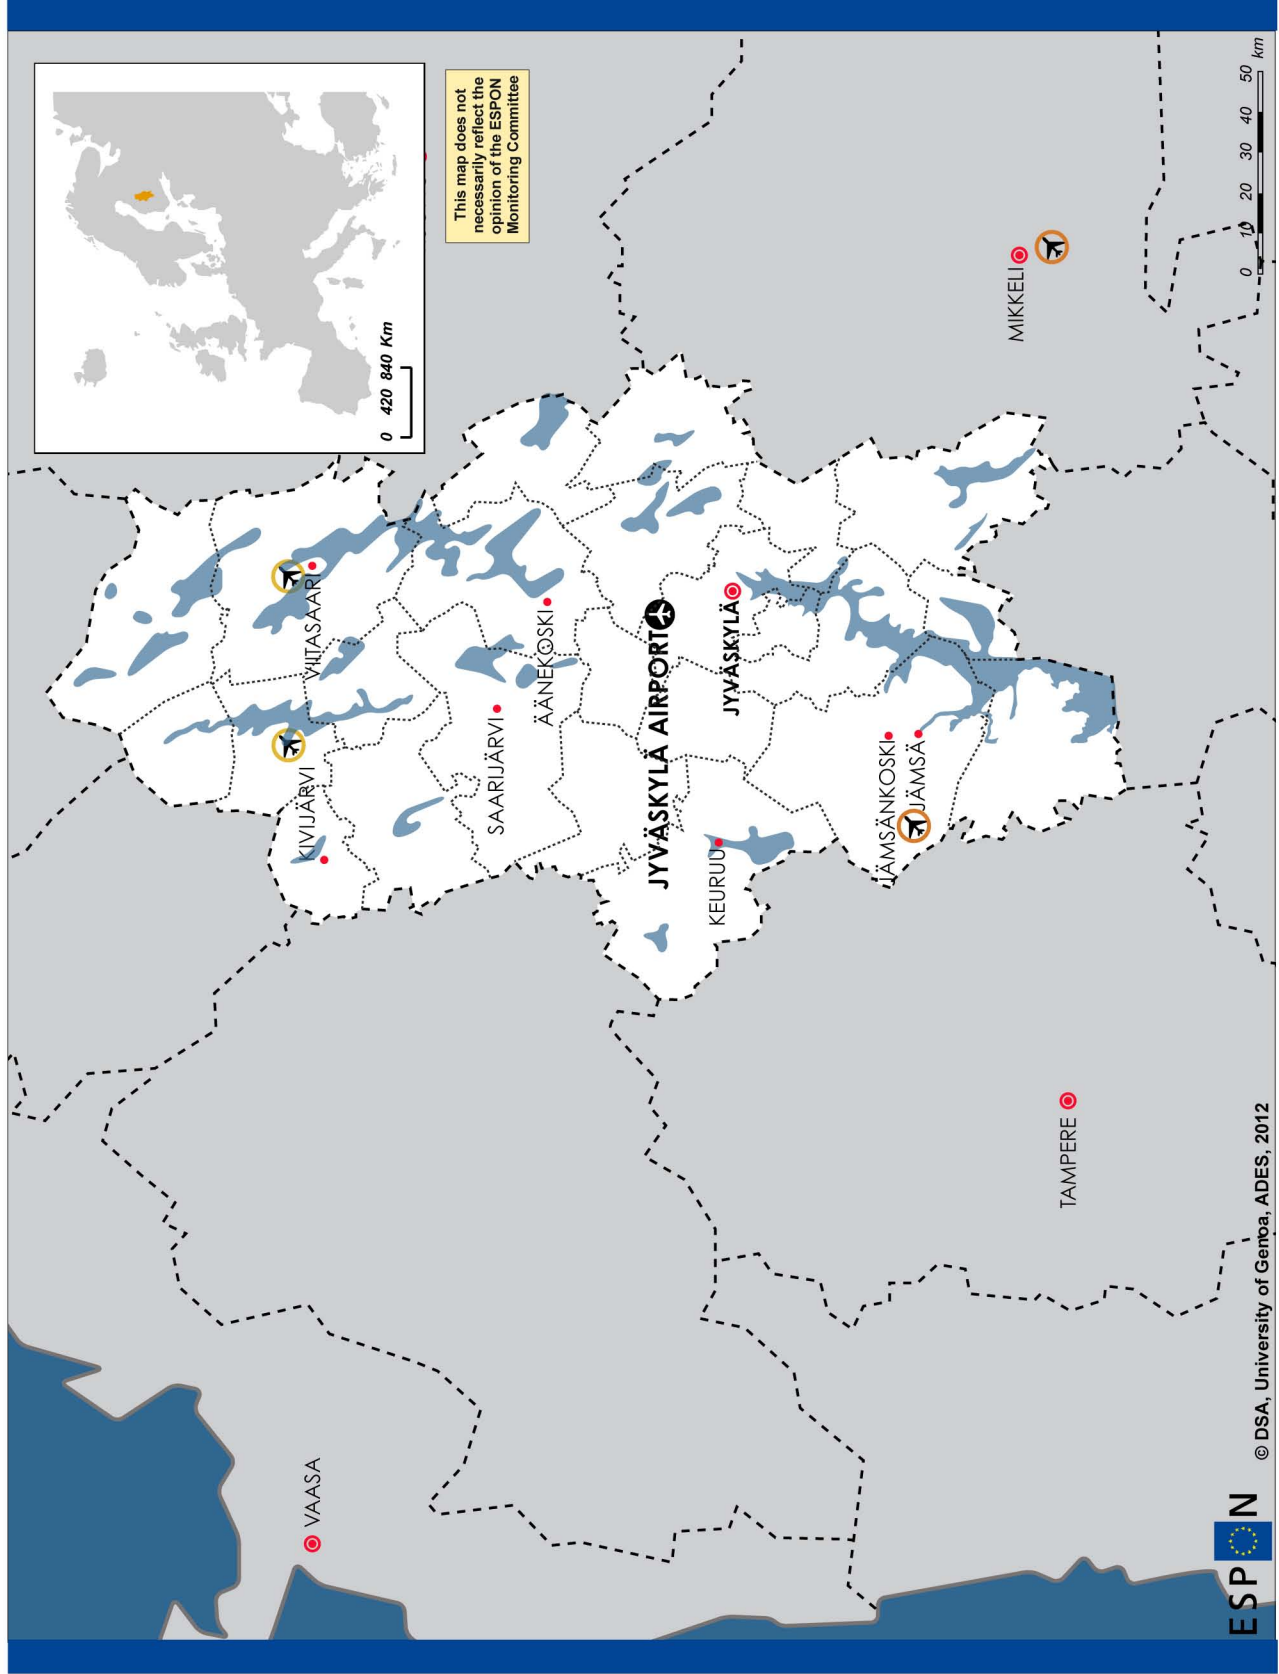 0 420 840 Km
This map does not
necessarily reflect the
opinion of the ESPON
Monitoring Committee
VAASA
KIVIJÄRVI
VIITASAARI
SAARIJÄRVI
ÄÄNEKOSKI
JYVÄSKYLÄ AIRPORT
KEURUU
JYVÄSKYLÄ
JÄMSÄNKOSKI
JÄMSÄ
MIKKELI
TAMPERE
ESP N
© DSA, University of Genoa, ADES, 2012
0 10 20 30 40 50
km